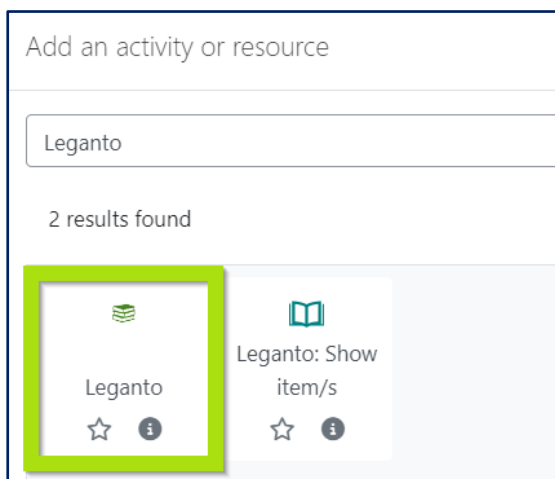 Add an activity or resource
Leganto
2 results found
Leganto
Leganto: Show
item/s